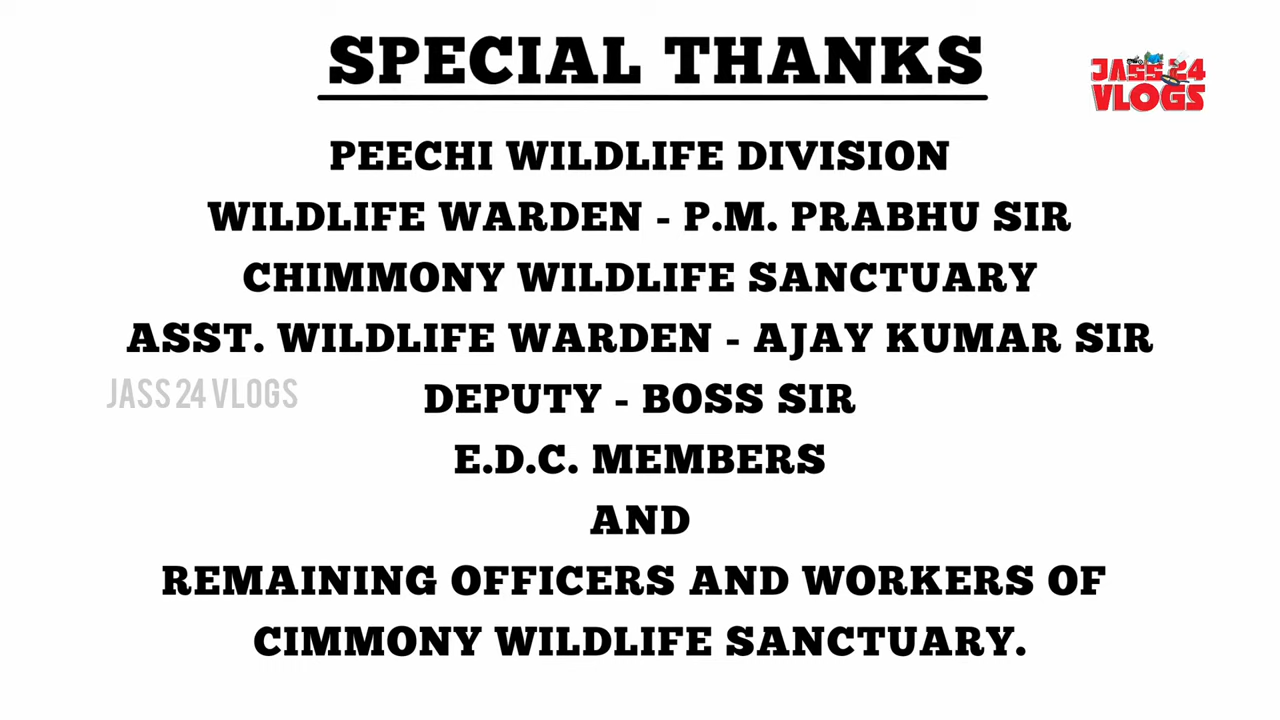 SPECIAL THANKS
JASS 24
VLOGS
PEECHI WILDLIFE DIVISION
WILDLIFE WARDEN - P.M. PRABHU SIR
CHIMMONY WILDLIFE SANCTUARY
ASST. WILDLIFE WARDEN - AJAY KUMAR SIR
JASS 24 VLOGS
DEPUTY - BOSS SIR
E.D.C. MEMBERS
AND
REMAINING OFFICERS AND WORKERS OF
CIMMONY WILDLIFE SANCTUARY.